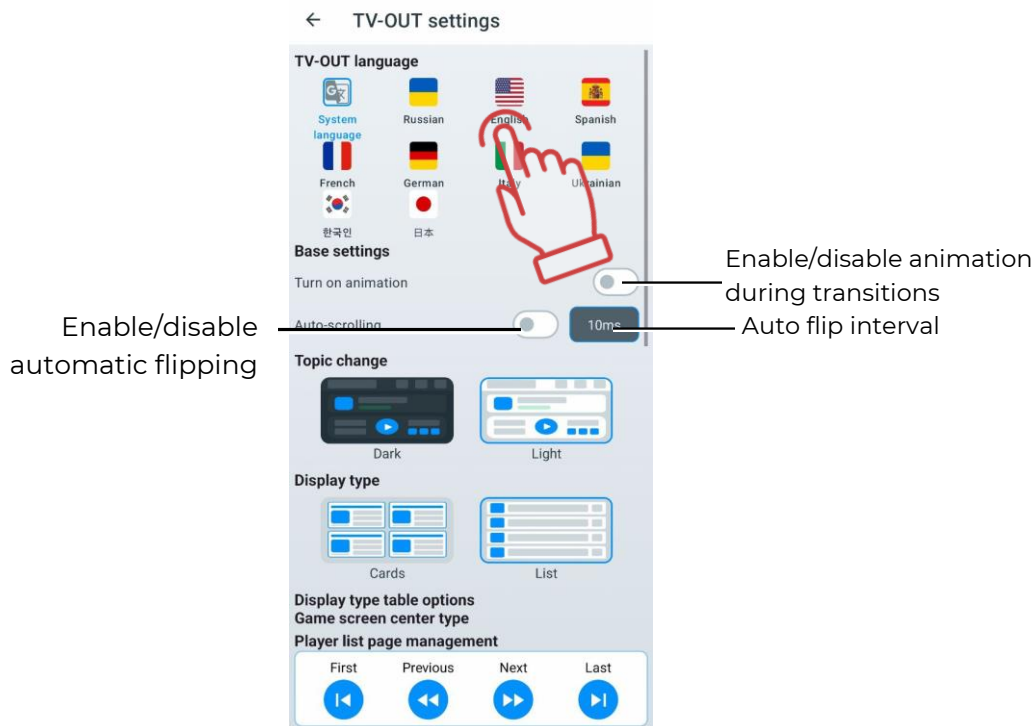 TV-OUT settings
TV-OUT language
System language
Russian
English
Spanish
French
German
Italy
Ukrainian
한국인
日本
Base settings
Turn on animation
Enable/disable animation
during transitions
Enable/disable
automatic flipping
Auto-scrolling
10ms
Auto flip interval
Topic change
Dark
Light
Display type
Cards
List
Display type table options
Game screen center type
Player list page management
First
Previous
Next
Last